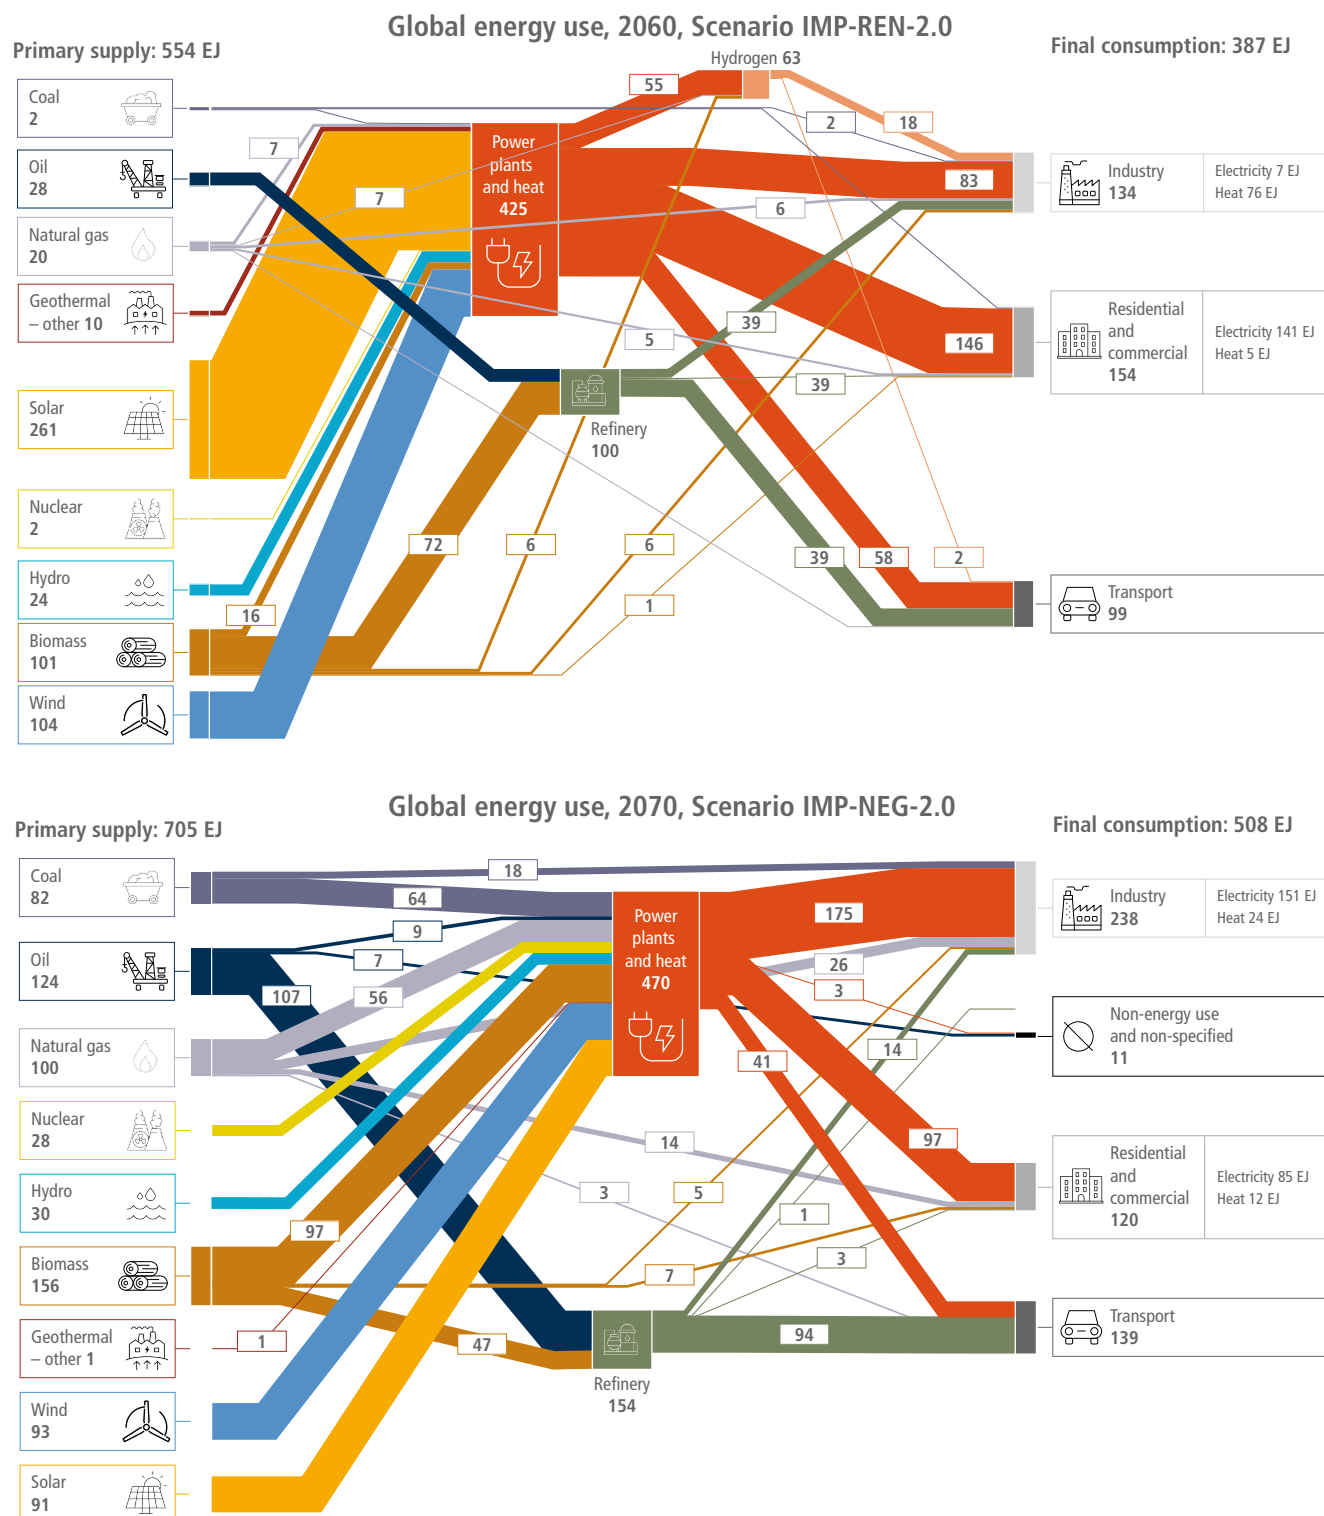 Global energy use, 2060, Scenario IMP-REN-2.0
Primary supply: 554 EJ
Final consumption: 387 EJ
Hydrogen 63
Coal
2
Oil
28
Natural gas
20
Geothermal
– other 10
Solar
261
Nuclear
2
Hydro
24
Biomass
101
Wind
104
7
7
16
72
6
6
1
Power
plants
and heat
425
Refinery
100
55
2
18
83
6
39
5
146
39
39
58
2
Industry
134
Electricity 7 EJ
Heat 76 EJ
Residential
and
commercial
154
Electricity 141 EJ
Heat 5 EJ
Transport
99
Global energy use, 2070, Scenario IMP-NEG-2.0
Primary supply: 705 EJ
Final consumption: 508 EJ
Coal
82
Oil
124
Natural gas
100
Nuclear
28
Hydro
30
Biomass
156
Geothermal
– other 1
Wind
93
Solar
91
18
64
9
7
107
56
97
1
47
Power
plants
and heat
470
Refinery
154
175
26
3
14
41
97
14
3
5
1
3
7
94
Industry
238
Electricity 151 EJ
Heat 24 EJ
Non-energy use
and non-specified
11
Residential
and
commercial
120
Electricity 85 EJ
Heat 12 EJ
Transport
139